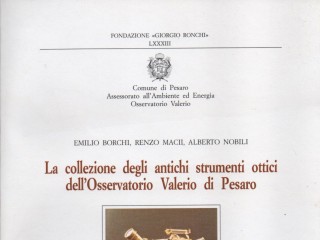 FONDAZIONE «GIORGIO RONCHI»
LXXXIII
Comune di Pesaro
Assessorato all'Ambiente ed Energia
Osservatorio Valerio
EMILIO BORCHI, RENZO MACII, ALBERTO NOBILI
La collezione degli antichi strumenti ottici
dell'Osservatorio Valerio di Pesaro